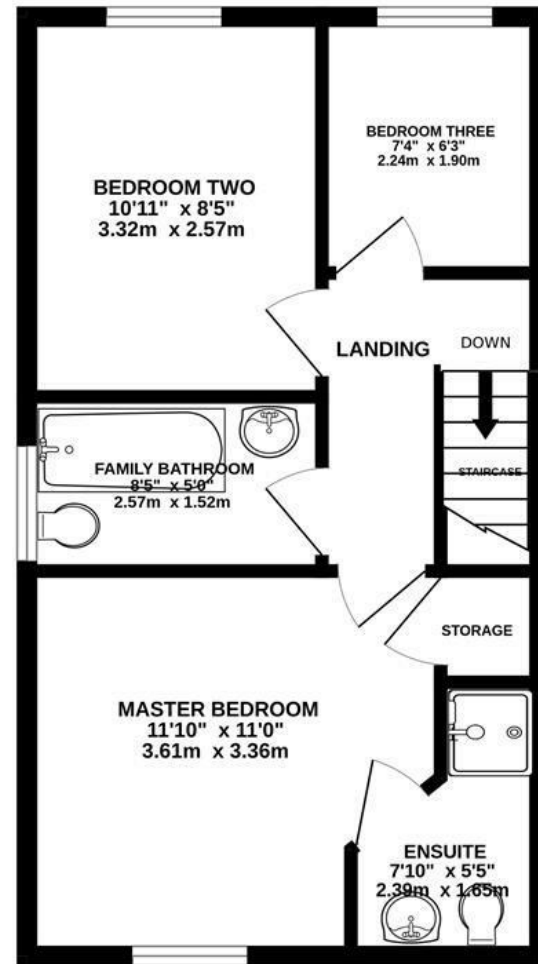 BEDROOM TWO
10'11" x 8'5"
3.32m x 2.57m
BEDROOM THREE
7'4" x 6'3"
2.24m x 1.90m
LANDING
DOWN
STAIRCASE
FAMILY BATHROOM
8'5" x 5'0"
2.57m x 1.52m
STORAGE
MASTER BEDROOM
11'10" x 11'0"
3.61m x 3.36m
ENSUITE
7'10" x 5'5"
2.39m x 1.65m